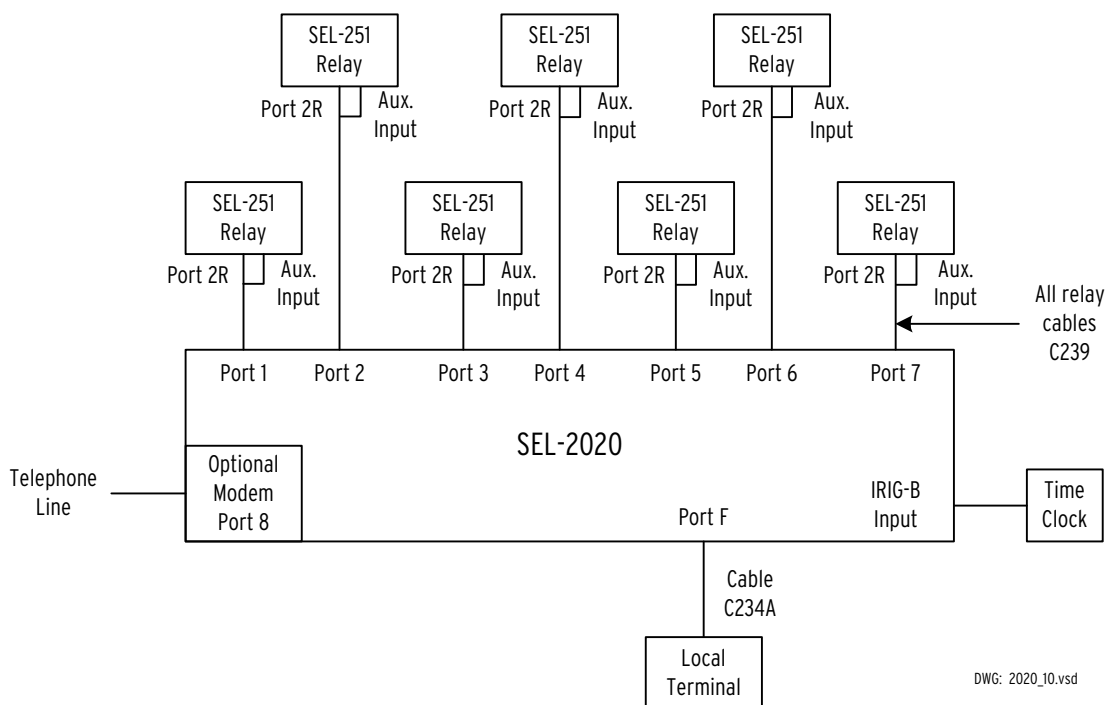 SEL-251
Relay
SEL-251
Relay
SEL-251
Relay
Port 2R
Aux.
Input
Port 2R
Aux.
Input
Port 2R
Aux.
Input
SEL-251
Relay
SEL-251
Relay
SEL-251
Relay
SEL-251
Relay
Port 2R
Aux.
Input
Port 2R
Aux.
Input
Port 2R
Aux.
Input
Port 2R
Aux.
Input
All relay
cables
C239
Port 1
Port 2
Port 3
Port 4
Port 5
Port 6
Port 7
SEL-2020
Telephone
Line
Optional
Modem
Port 8
Port F
IRIG-B
Input
Time
Clock
Cable
C234A
Local
Terminal
DWG: 2020_10.vsd